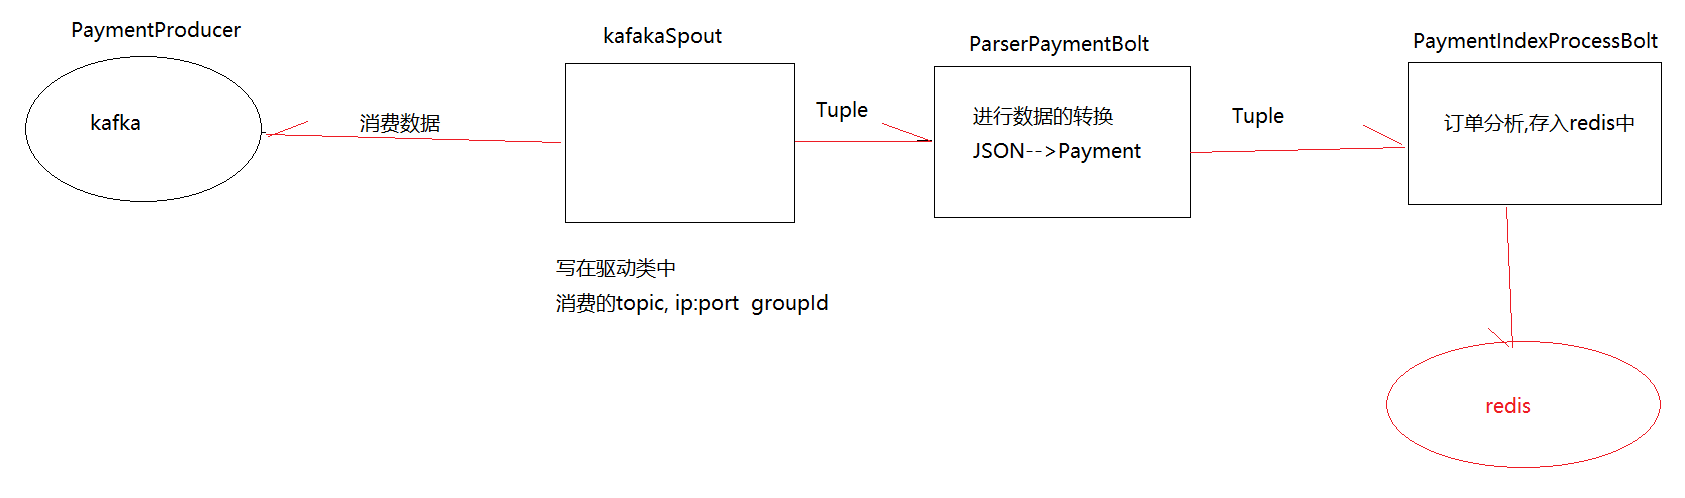 PaymentProducer
kafakaSpout
ParserPaymentBolt
PaymentIndexProcessBolt
kafka
消费数据
Tuple
进行数据的转换
JSON-->Payment
Tuple
订单分析,存入redis中
写在驱动类中
消费的topic, ip:port groupId
redis